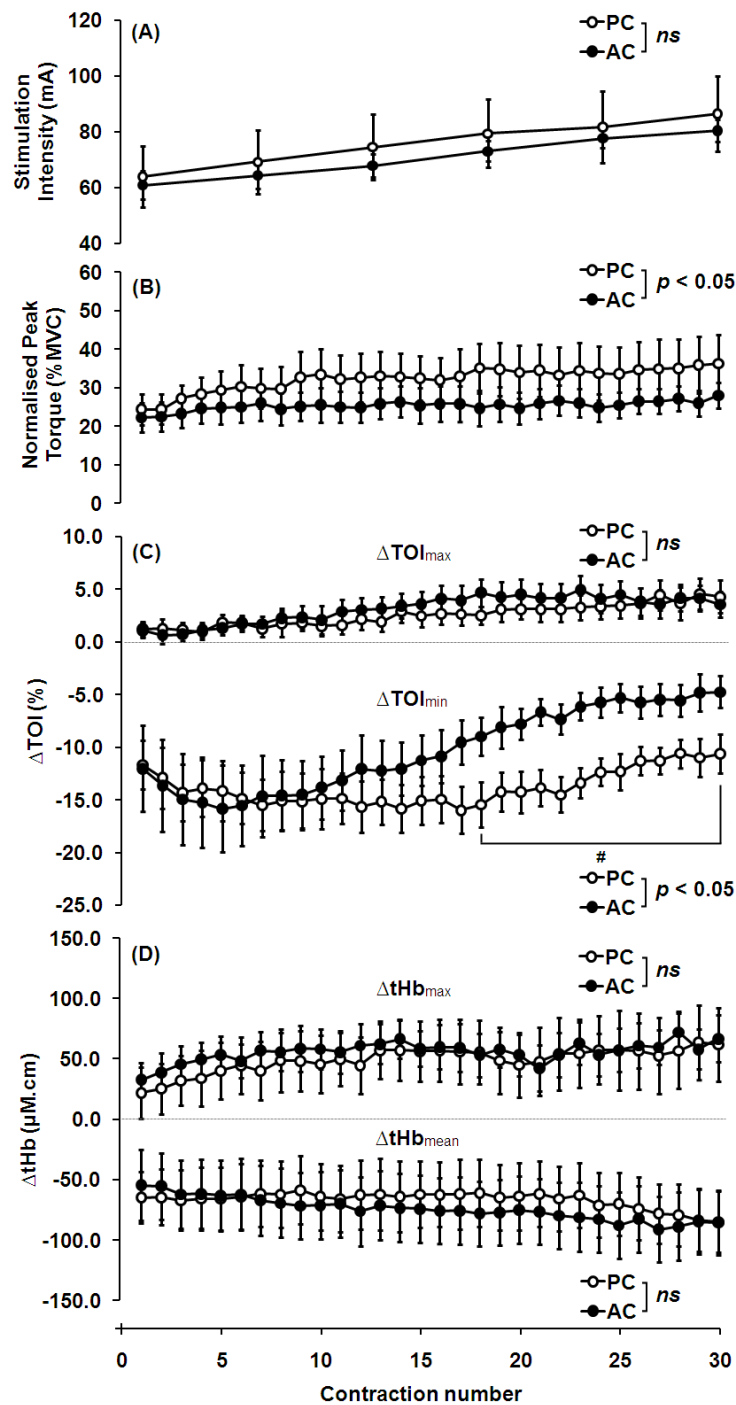 (A)
PC
AC
ns
Stimulation
Intensity (mA)
120
100
80
60
40
(B)
PC
AC
p < 0.05
Normalised Peak
Torque (% MVC)
60
50
40
30
20
10
0
(C)
ΔTOImax
PC
AC
ns
ΔTOI (%)
10.0
5.0
0.0
-5.0
-10.0
-15.0
-20.0
-25.0
ΔTOImin
#
PC
AC
p < 0.05
(D)
ΔtHbmax
PC
AC
ns
ΔtHb (µM.cm)
150.0
100.0
50.0
0.0
-50.0
-100.0
-150.0
ΔtHbmean
PC
AC
ns
0
5
10
15
20
25
30
Contraction number